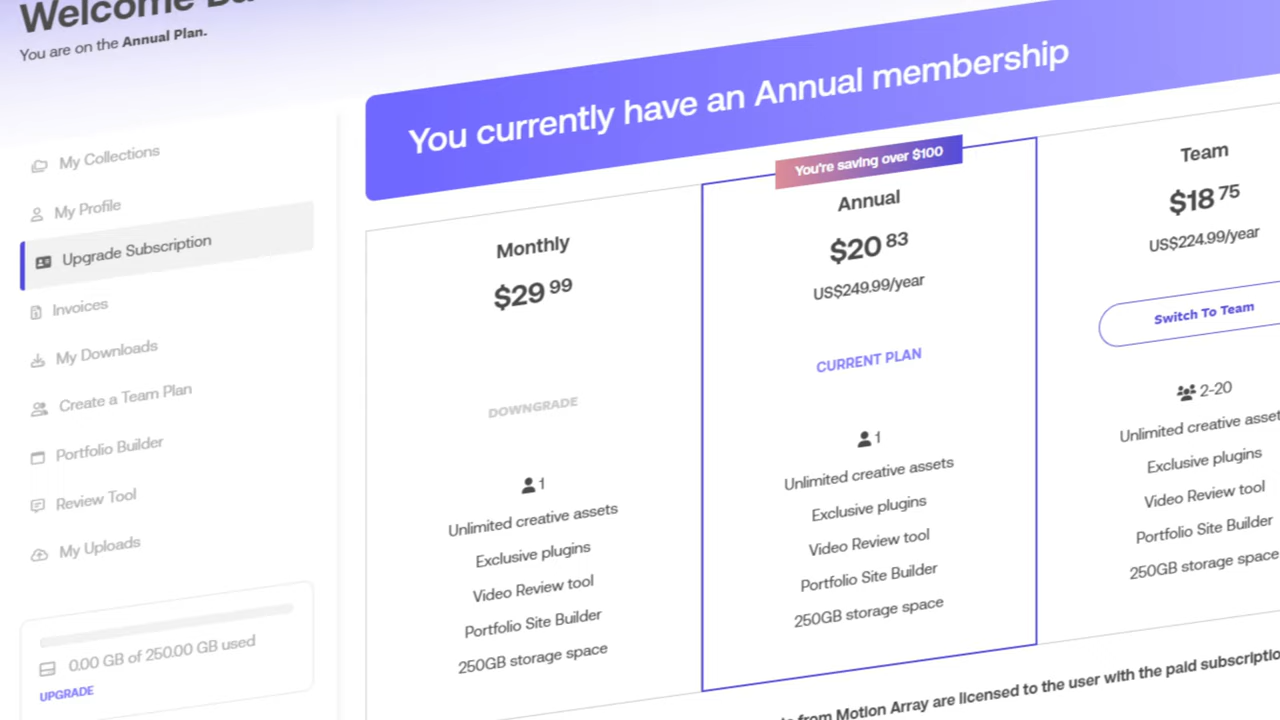 Welcome
You are on the Annual Plan.
My Collections
My Profile
Upgrade Subscription
Invoices
My Downloads
Create a Team Plan
Portfolio Builder
Review Tool
My Uploads
0.00 GB of 250.00 GB used
UPGRADE
You currently have an Annual membership
Monthly
$29 99
DOWNGRADE
1
Unlimited creative assets
Exclusive plugins
Video Review tool
Portfolio Site Builder
250GB storage space
You're saving over $100
Annual
$20 83
US$249.99/year
CURRENT PLAN
1
Unlimited creative assets
Exclusive plugins
Video Review tool
Portfolio Site Builder
250GB storage space
Team
$18 75
US$224.99/year
Switch To Team
2-20
Unlimited creative
Exclusive plugins
Video Review tool
Portfolio Site Builder
250GB storage space
from Motion Array are licensed to the user with the paid